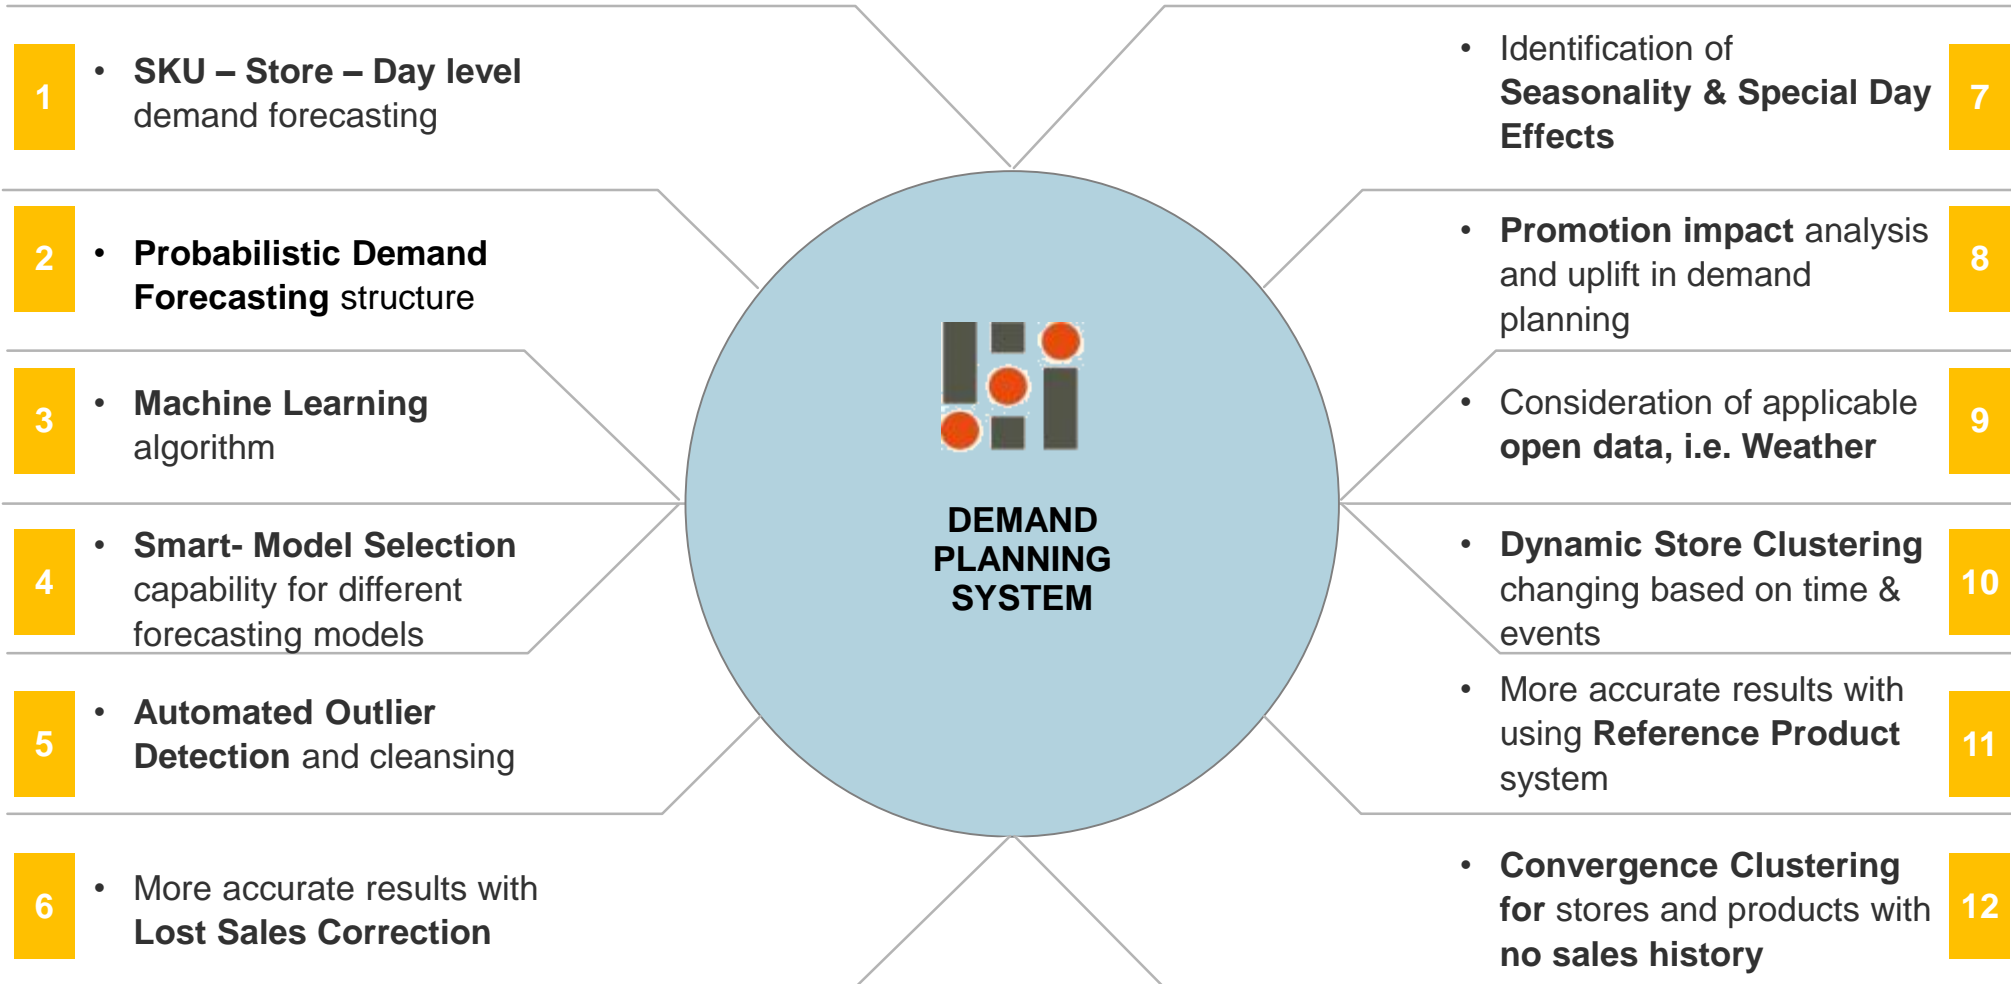 1
• SKU – Store – Day level
demand forecasting
2
• Probabilistic Demand
Forecasting structure
3
• Machine Learning
algorithm
4
• Smart- Model Selection
capability for different
forecasting models
5
• Automated Outlier
Detection and cleansing
6
• More accurate results with
Lost Sales Correction
DEMAND
PLANNING
SYSTEM
• Identification of
Seasonality & Special Day
Effects
7
• Promotion impact analysis
and uplift in demand
planning
8
• Consideration of applicable
open data, i.e. Weather
9
• Dynamic Store Clustering
changing based on time &
events
10
• More accurate results with
using Reference Product
system
11
• Convergence Clustering
for stores and products with
no sales history
12